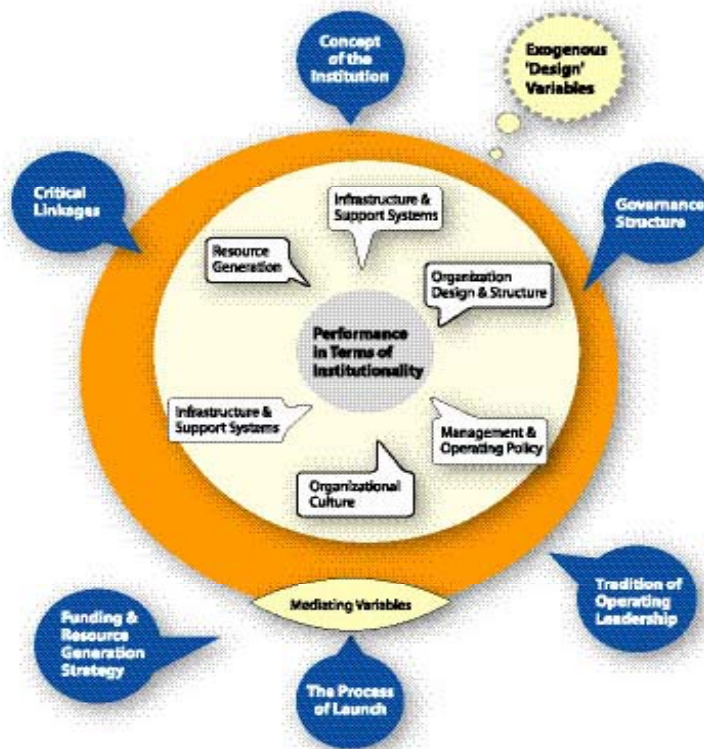 Concept
of the
Institution
Exogenous
'Design'
Variables
Critical
Linkages
Governance
Structure
Infrastructure &
Support Systems
Resource
Generation
Organization
Design & Structure
Performance
in Terms of
Institutionality
Infrastructure &
Support Systems
Management &
Operating Policy
Organizational
Culture
Mediating Variables
Tradition of
Operating
Leadership
Funding &
Resource
Generation
Strategy
The Process
of Launch